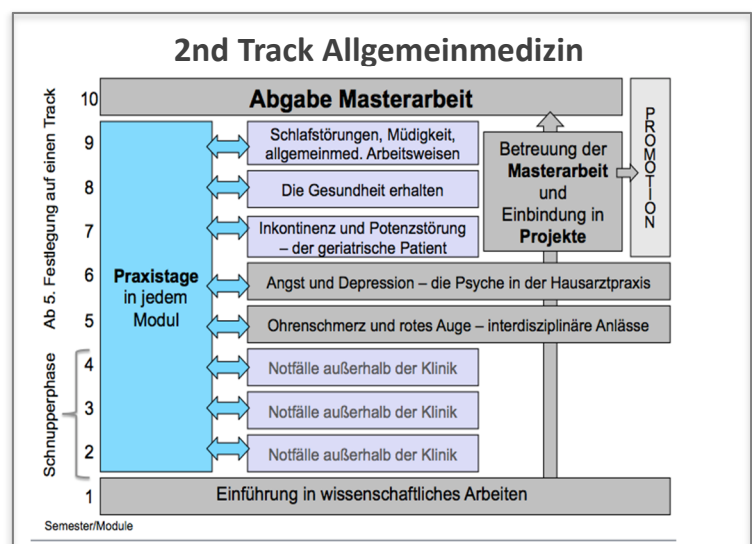 2nd Track Allgemeinmedizin
Ab 5. Festlegung auf einen Track
Schnupperphase
10
Abgabe Masterarbeit
PROMOTION
9
Schlafstörungen, Müdigkeit,
allgemeinmed. Arbeitsweisen
Betreuung der
Masterarbeit
und
Einbindung in
Projekte
8
Die Gesundheit erhalten
7
Inkontinenz und Potenzstörung
– der geriatrische Patient
Praxistage
in jedem
Modul
6
Angst und Depression – die Psyche in der Hausarztpraxis
5
Ohrenschmerz und rotes Auge – interdisziplinäre Anlässe
4
Notfälle außerhalb der Klinik
3
Notfälle außerhalb der Klinik
2
Notfälle außerhalb der Klinik
1
Einführung in wissenschaftliches Arbeiten
Semester/Module